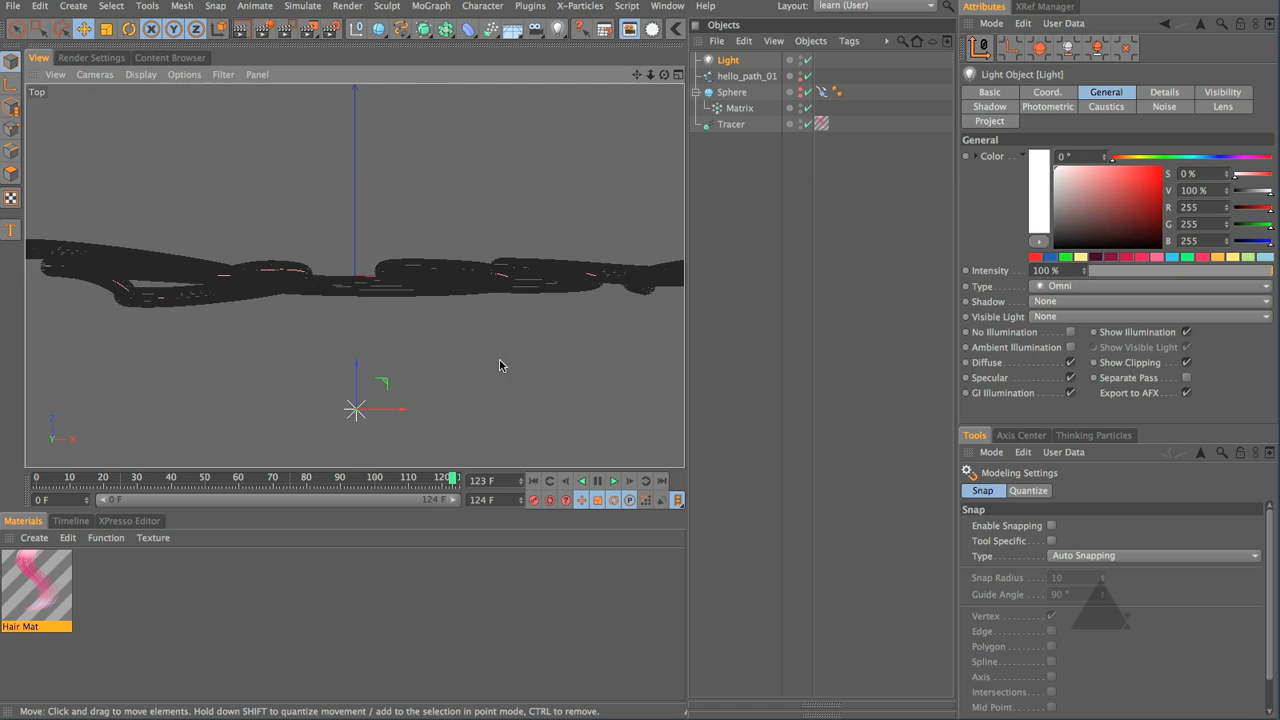 File Edit Create Select Tools Mesh Snap Animate Simulate Render Sculpt MoGraph Character Plugins X-Particles Script Window Help Layout: learn (User)
View Render Settings Content Browser
View Cameras Display Options Filter Panel
Top
Z
Y X
0 10 20 30 40 50 60 70 80 90 100 110 123 F
0 F 0 F 124 F 124 F
Materials Timeline XPresso Editor
Create Edit Function Texture
Hair Mat
Move: Click and drag to move elements. Hold down SHIFT to quantize movement / add to the selection in point mode, CTRL to remove.
Objects
File Edit View Objects Tags
Light
hello_path_01
Sphere
Matrix
Tracer
Attributes XRef Manager
Mode Edit User Data
0
Light Object [Light]
Basic Coord. General Details Visibility
Shadow Photometric Caustics Noise Lens
Project
General
Color 0 °
S 0 %
V 100 %
R 255
G 255
B 255
Intensity 100 %
Type Omni
Shadow None
Visible Light None
No Illumination Show Illumination
Ambient Illumination Show Visible Light
Diffuse Show Clipping
Specular Separate Pass
GI Illumination Export to AFX
Tools Axis Center Thinking Particles
Mode Edit User Data
Modeling Settings
Snap Quantize
Snap
Enable Snapping
Tool Specific
Type Auto Snapping
Snap Radius 10
Guide Angle 90 °
Vertex
Edge
Polygon
Spline
Axis
Intersections
Mid Point